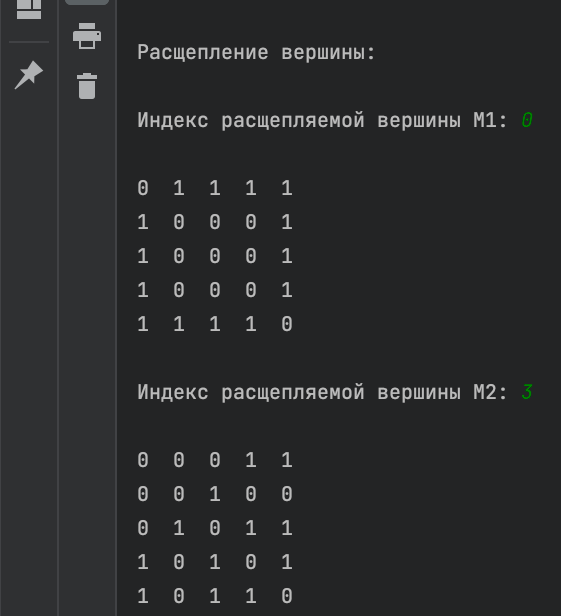 Расщепление вершины:
Индекс расщепляемой вершины M1: 0
0 1 1 1 1
1 0 0 0 1
1 0 0 0 1
1 0 0 0 1
1 1 1 1 0
Индекс расщепляемой вершины M2: 3
0 0 0 1 1
0 0 1 0 0
0 1 0 1 1
1 0 1 0 1
1 0 1 1 0